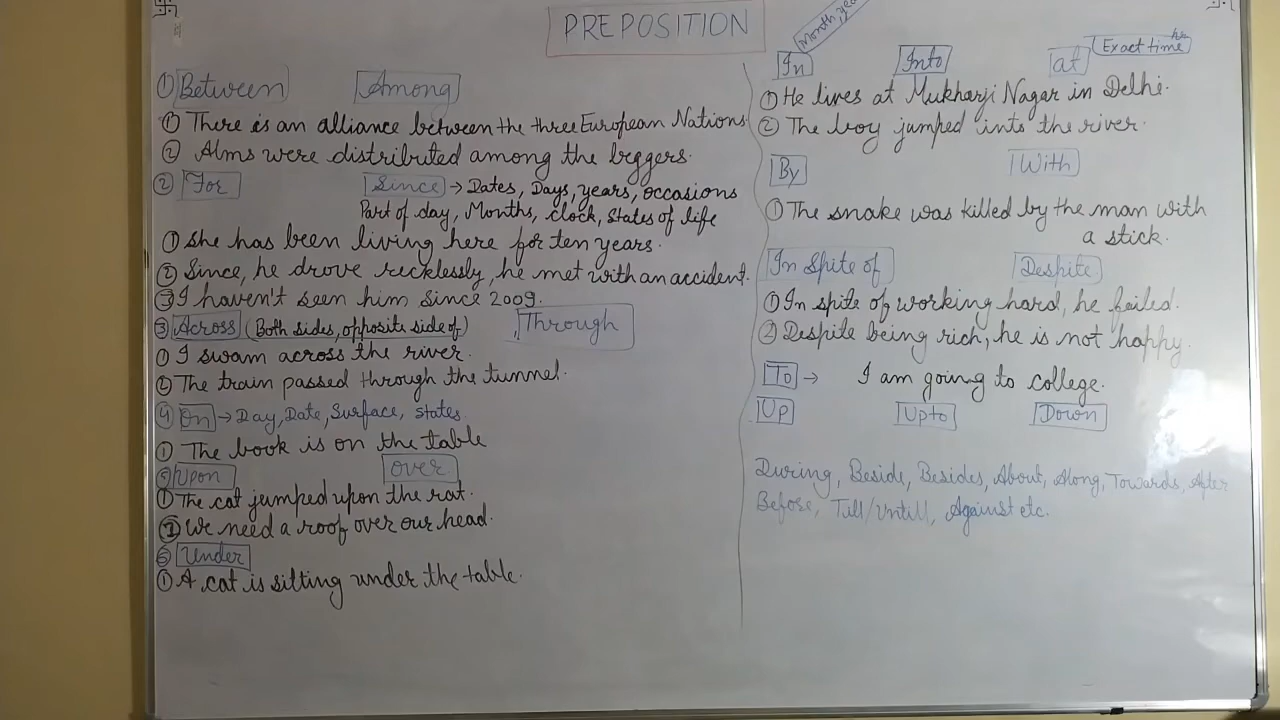 PREPOSITION
① Between Among
① There is an alliance between the three European Nations.
② Alms were distributed among the beggers.
② For Since → Dates, Days, years, occasions
Part of day, Months, clock, States of life
① She has been living here for ten years.
② Since, he drove recklessly, he met with an accident.
③ I haven't seen him since 2009.
③ Across (Both sides, opposite side of) Through
① I swam across the river.
② The train passed through the tunnel.
④ On → Day, Date, Surface, states.
① The book is on the table
⑤ Upon over
① The cat jumped upon the rat.
② We need a roof over our head.
⑥ Under
① A cat is sitting under the table.
Month, year
In Into at Exact time
① He lives at Mukharji Nagar in Delhi.
② The boy jumped into the river.
By With
① The snake was killed by the man with
a stick.
In Spite of Despite
① In spite of working hard, he failed.
② Despite being rich, he is not happy.
To → I am going to college.
Up Upto Down
During, Beside, Besides, About, Along, Towards, After
Before, Till/Untill, Against etc.